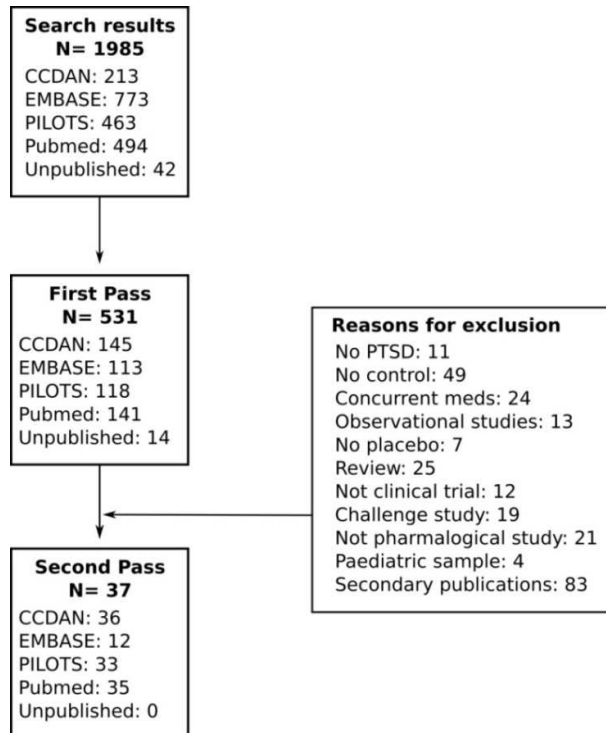 Search results
N= 1985
CCDAN: 213
EMBASE: 773
PILOTS: 463
Pubmed: 494
Unpublished: 42
First Pass
N= 531
CCDAN: 145
EMBASE: 113
PILOTS: 118
Pubmed: 141
Unpublished: 14
Reasons for exclusion
No PTSD: 11
No control: 49
Concurrent meds: 24
Observational studies: 13
No placebo: 7
Review: 25
Not clinical trial: 12
Challenge study: 19
Not pharmalogical study: 21
Paediatric sample: 4
Secondary publications: 83
Second Pass
N= 37
CCDAN: 36
EMBASE: 12
PILOTS: 33
Pubmed: 35
Unpublished: 0